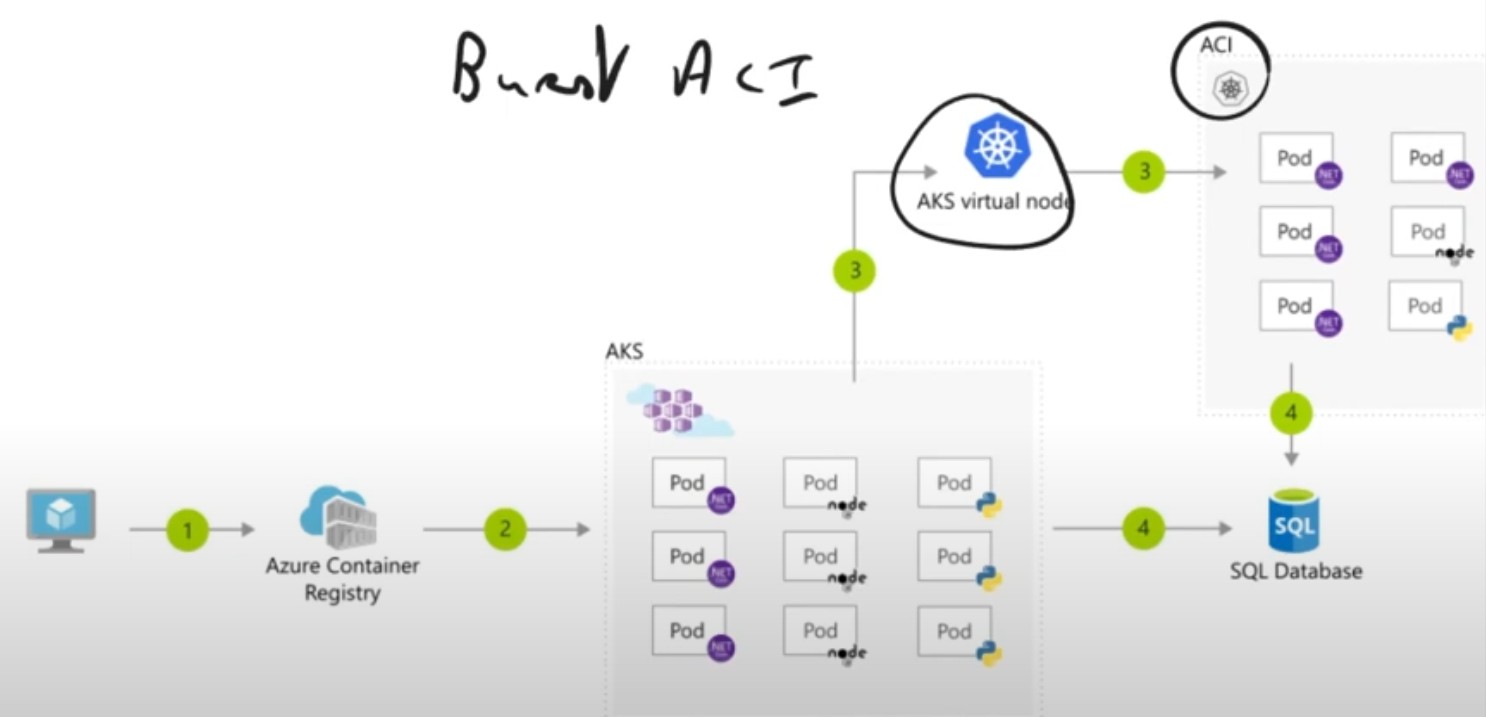 Burst ACI
ACI
Pod .NET
Pod .NET
3
AKS virtual node
3
Pod .NET
Pod node
Pod .NET
Pod
AKS
4
Pod .NET
Pod node
Pod
1
2
4
SQL
Azure Container
Registry
Pod .NET
Pod node
Pod
SQL Database
Pod .NET
Pod node
Pod